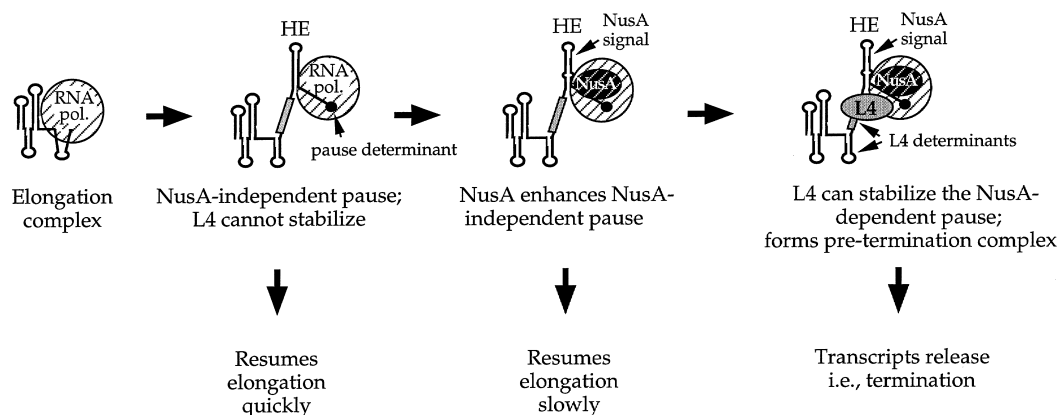 RNA
pol.
Elongation
complex
HE
RNA
pol.
pause determinant
NusA-independent pause;
L4 cannot stabilize
Resumes
elongation
quickly
HE
NusA
signal
NusA
NusA enhances NusA-
independent pause
Resumes
elongation
slowly
HE
NusA
signal
NusA
L4
L4 determinants
L4 can stabilize the NusA-
dependent pause;
forms pre-termination complex
Transcripts release
i.e., termination